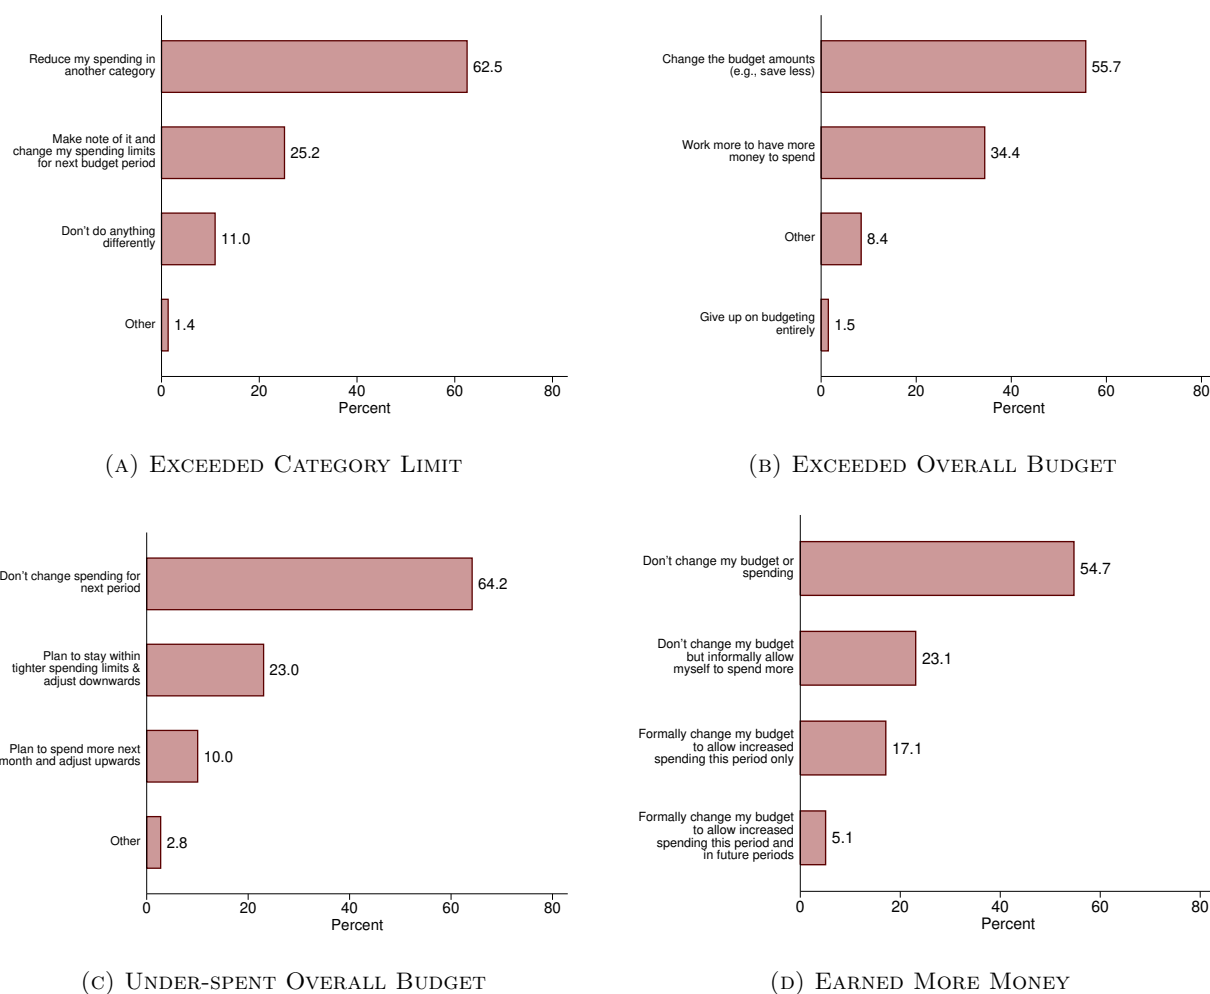 Reduce my spending in
another category
62.5
Make note of it and
change my spending limits
for next budget period
25.2
Don't do anything
differently
11.0
Other
1.4
0 20 40 60 80
Percent
(A) EXCEEDED CATEGORY LIMIT
Change the budget amounts
(e.g., save less)
55.7
Work more to have more
money to spend
34.4
Other
8.4
Give up on budgeting
entirely
1.5
0 20 40 60 80
Percent
(B) EXCEEDED OVERALL BUDGET
Don't change spending for
next period
64.2
Plan to stay within
tighter spending limits &
adjust downwards
23.0
Plan to spend more next
month and adjust upwards
10.0
Other
2.8
0 20 40 60 80
Percent
(C) UNDER-SPENT OVERALL BUDGET
Don't change my budget or
spending
54.7
Don't change my budget
but informally allow
myself to spend more
23.1
Formally change my budget
to allow increased
spending this period only
17.1
Formally change my budget
to allow increased
spending this period and
in future periods
5.1
0 20 40 60 80
Percent
(D) EARNED MORE MONEY